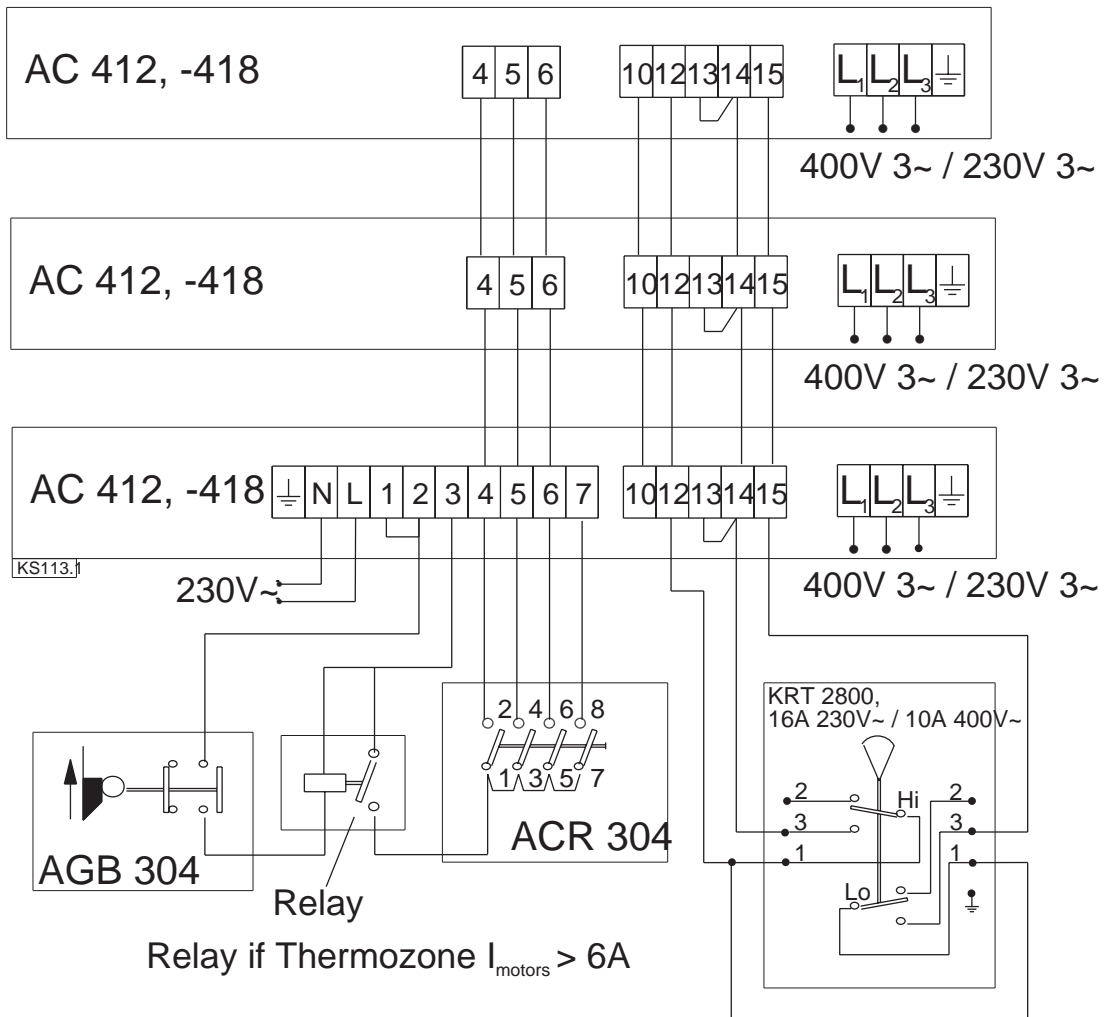 AC 412, -418
4 5 6
10 12 13 14 15
L1 L2 L3
400V 3~ / 230V 3~
AC 412, -418
4 5 6
10 12 13 14 15
L1 L2 L3
400V 3~ / 230V 3~
AC 412, -418
N L 1 2 3 4 5 6 7
10 12 13 14 15
L1 L2 L3
KS113.1
230V~
400V 3~ / 230V 3~
KRT 2800,
16A 230V~ / 10A 400V~
2 4 6 8
1 3 5 7
ACR 304
AGB 304
2
Hi
2
3
3
1
1
Lo
Relay
Relay if Thermozone Imotors > 6A